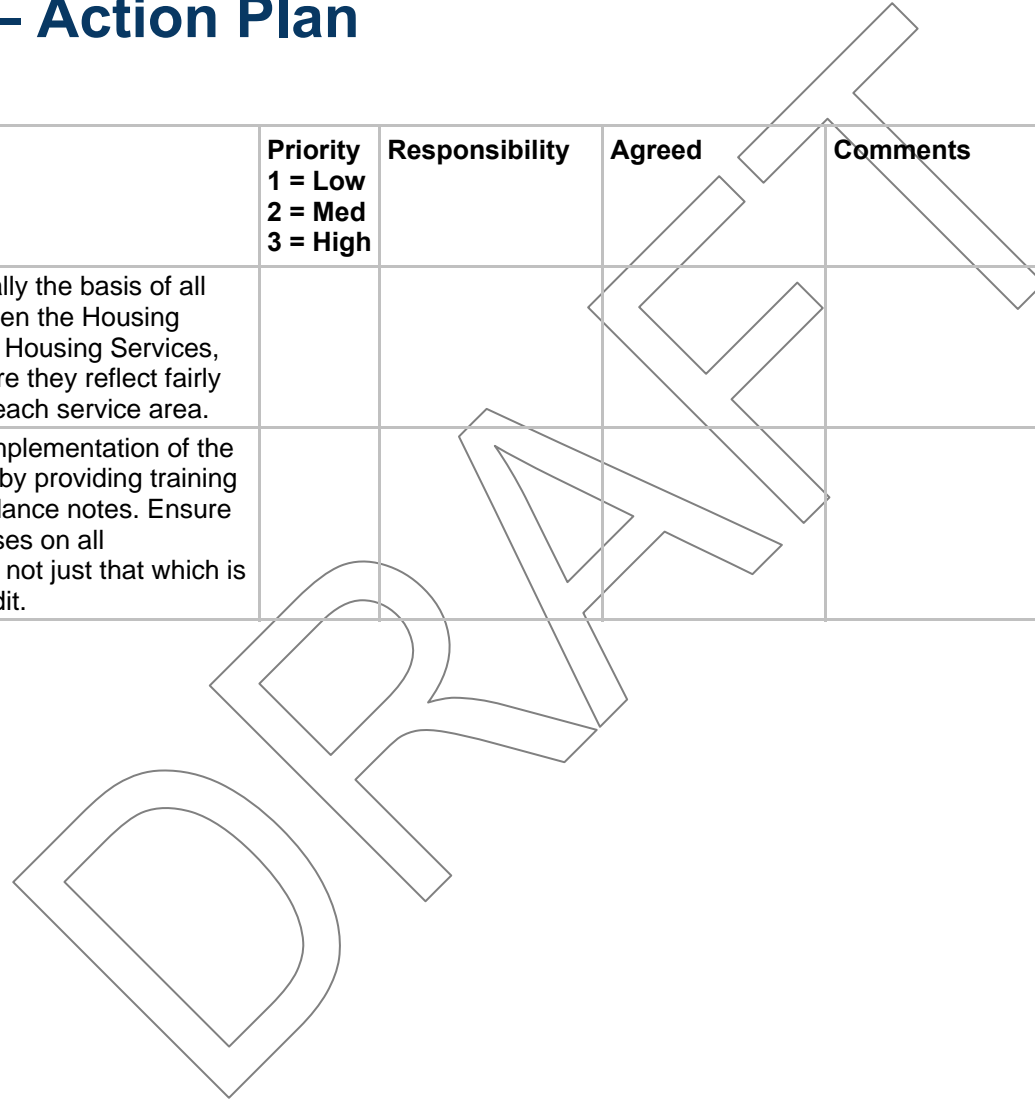 – Action Plan
Priority
1 = Low
2 = Med
3 = High
Responsibility
Agreed
Comments
ally the basis of all
en the Housing
Housing Services,
re they reflect fairly
each service area.
nplementation of the
by providing training
lance notes. Ensure
ses on all
not just that which is
dit.
DRAFT